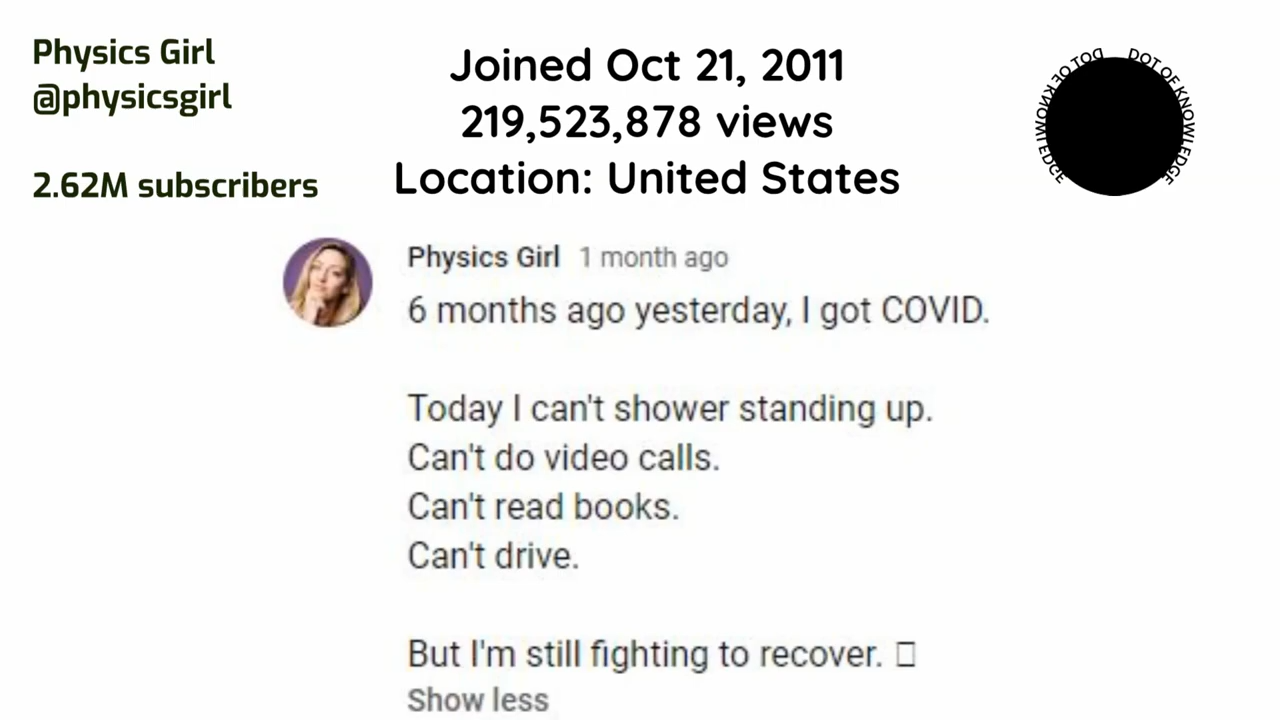 Physics Girl
@physicsgirl
2.62M subscribers
Joined Oct 21, 2011
219,523,878 views
Location: United States
DOT OF KNOWLEDGE
DOT OF KNOWLEDGE
Physics Girl 1 month ago
6 months ago yesterday, I got COVID.
Today I can't shower standing up.
Can't do video calls.
Can't read books.
Can't drive.
But I'm still fighting to recover. □
Show less